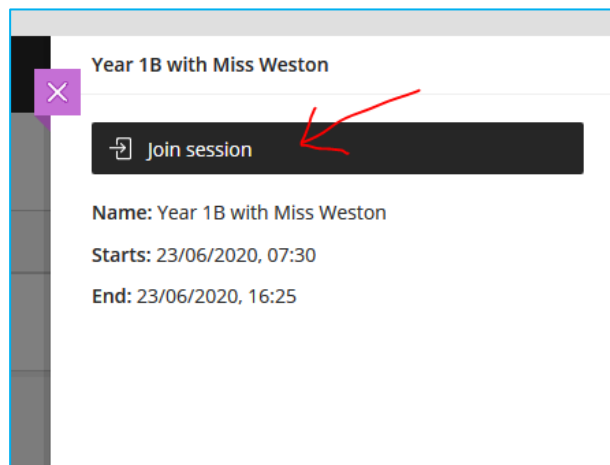 Year 1B with Miss Weston
Join session
Name: Year 1B with Miss Weston
Starts: 23/06/2020, 07:30
End: 23/06/2020, 16:25